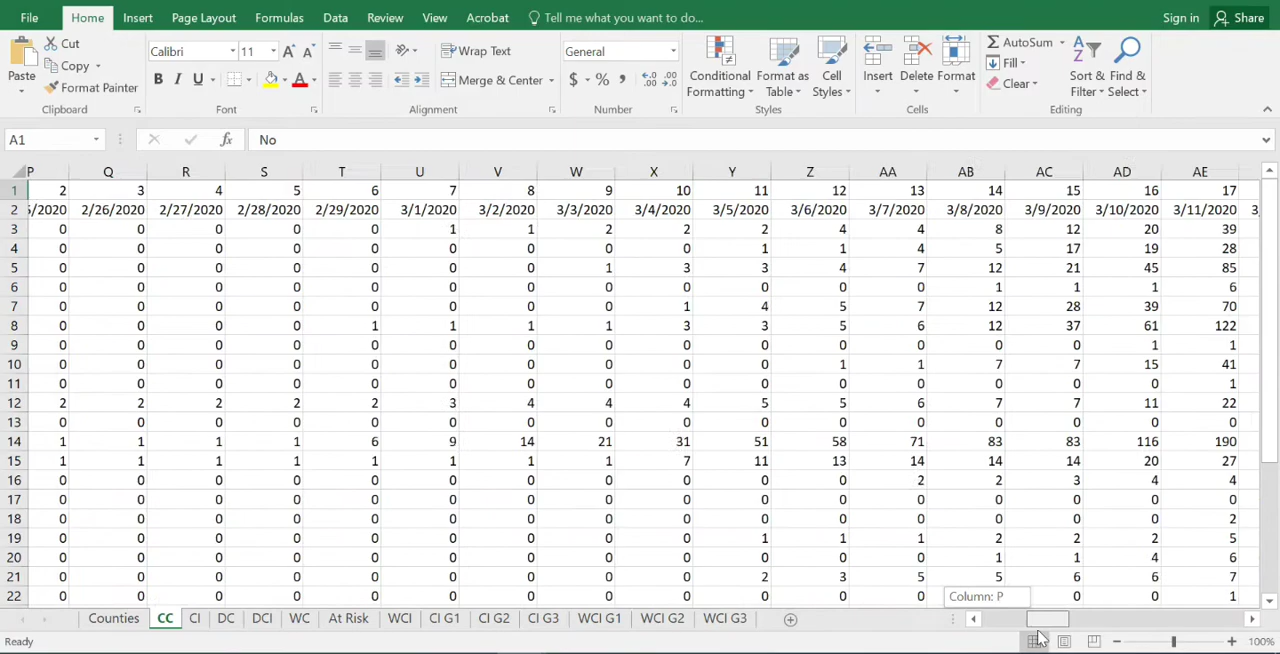 File Home Insert Page Layout Formulas Data Review View Acrobat Tell me what you want to do... Sign in Share
Paste Cut Copy Format Painter Clipboard
Calibri 11 B I U A Font
Wrap Text Merge & Center Alignment
General $ % , Number
Conditional Formatting Format as Table Cell Styles Styles
Insert Delete Format Cells
AutoSum Fill Clear Sort & Filter Find & Select Editing
A1 fx No
P Q R S T U V W X Y Z AA AB AC AD AE
1 2 3 4 5 6 7 8 9 10 11 12 13 14 15 16 17
2 5/2020 2/26/2020 2/27/2020 2/28/2020 2/29/2020 3/1/2020 3/2/2020 3/3/2020 3/4/2020 3/5/2020 3/6/2020 3/7/2020 3/8/2020 3/9/2020 3/10/2020 3/11/2020 3
3 0 0 0 0 0 1 1 2 2 2 4 4 8 12 20 39
4 0 0 0 0 0 0 0 0 0 1 1 4 5 17 19 28
5 0 0 0 0 0 0 0 1 3 3 4 7 12 21 45 85
6 0 0 0 0 0 0 0 0 0 0 0 0 1 1 1 6
7 0 0 0 0 0 0 0 0 1 4 5 7 12 28 39 70
8 0 0 0 0 1 1 1 1 3 3 5 6 12 37 61 122
9 0 0 0 0 0 0 0 0 0 0 0 0 0 0 1 1
10 0 0 0 0 0 0 0 0 0 0 1 1 7 7 15 41
11 0 0 0 0 0 0 0 0 0 0 0 0 0 0 0 1
12 2 2 2 2 2 3 4 4 4 5 5 6 7 7 11 22
13 0 0 0 0 0 0 0 0 0 0 0 0 0 0 0 0
14 1 1 1 1 6 9 14 21 31 51 58 71 83 83 116 190
15 1 1 1 1 1 1 1 1 7 11 13 14 14 14 20 27
16 0 0 0 0 0 0 0 0 0 0 0 2 2 3 4 4
17 0 0 0 0 0 0 0 0 0 0 0 0 0 0 0 0
18 0 0 0 0 0 0 0 0 0 0 0 0 0 0 0 2
19 0 0 0 0 0 0 0 0 0 1 1 1 2 2 2 5
20 0 0 0 0 0 0 0 0 0 0 0 0 1 1 4 6
21 0 0 0 0 0 0 0 0 0 2 3 5 5 6 6 7
22 0 0 0 0 0 0 0 0 0 0 0 0 Column: P 0 0 1
Counties CC CI DC DCI WC At Risk WCI CI G1 CI G2 CI G3 WCI G1 WCI G2 WCI G3
Ready 100%